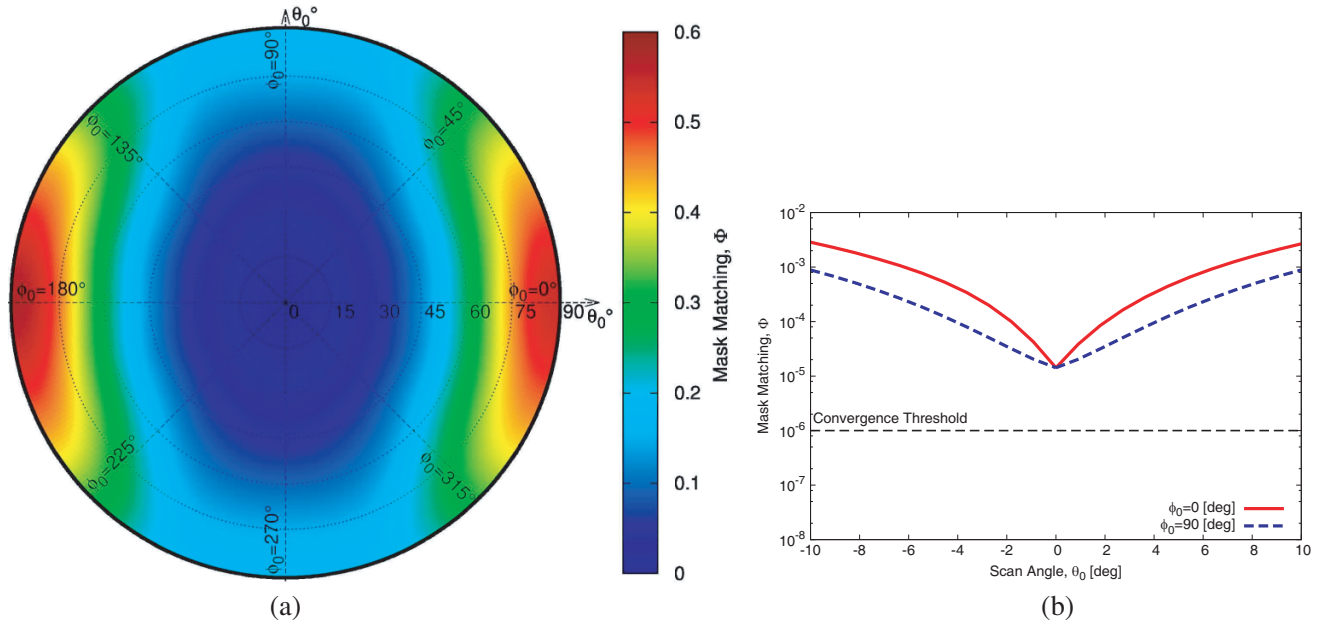 θ₀°
ϕ₀=90°
ϕ₀=135°
ϕ₀=45°
ϕ₀=180°
ϕ₀=0°
0 15 30 45 60 75 90
θ₀°
ϕ₀=225°
ϕ₀=315°
ϕ₀=270°
0.6
0.5
0.4
0.3
0.2
0.1
0
Mask Matching, Φ
(a)
10⁻²
10⁻³
10⁻⁴
10⁻⁵
10⁻⁶
10⁻⁷
10⁻⁸
Mask Matching, Φ
Convergence Threshold
ϕ₀=0 [deg]
ϕ₀=90 [deg]
-10 -8 -6 -4 -2 0 2 4 6 8 10
Scan Angle, θ₀ [deg]
(b)